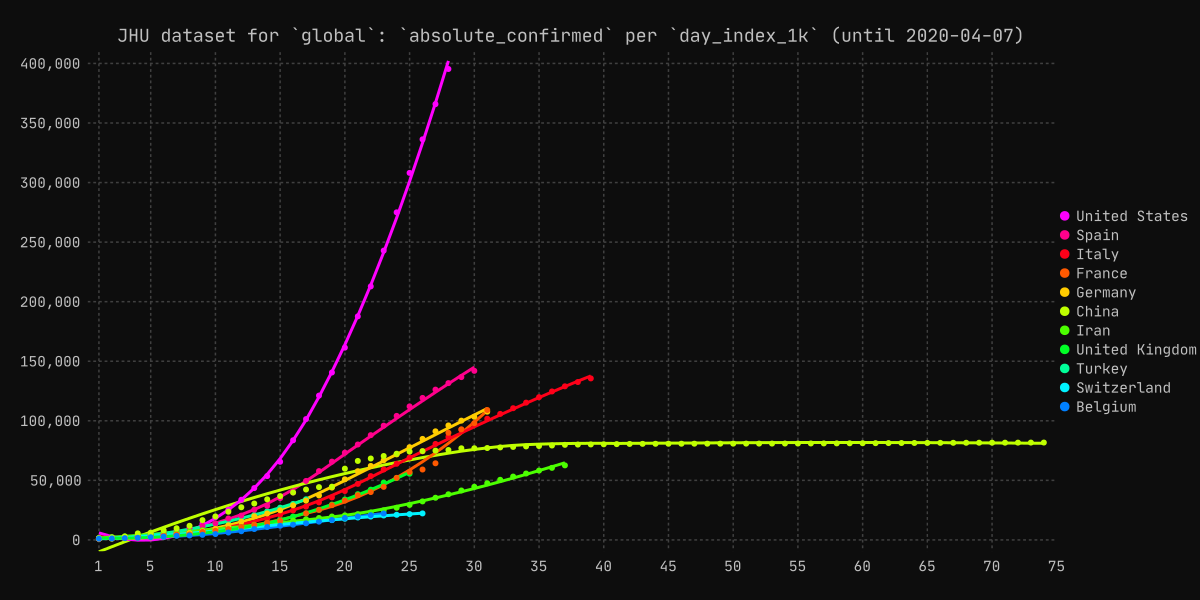 JHU dataset for `global`: `absolute_confirmed` per `day_index_1k` (until 2020-04-07)
400,000
350,000
300,000
250,000
200,000
150,000
100,000
50,000
0
1 5 10 15 20 25 30 35 40 45 50 55 60 65 70 75
United States
Spain
Italy
France
Germany
China
Iran
United Kingdom
Turkey
Switzerland
Belgium